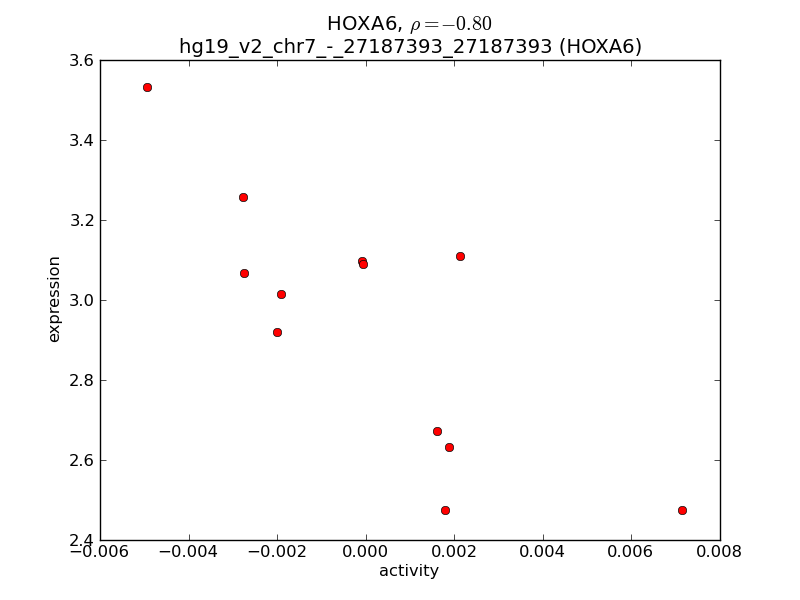 HOXA6, ρ = −0.80
hg19_v2_chr7_-_27187393_27187393 (HOXA6)
3.6
3.4
3.2
3.0
2.8
2.6
2.4
expression
−0.006 −0.004 −0.002 0.000 0.002 0.004 0.006 0.008
activity